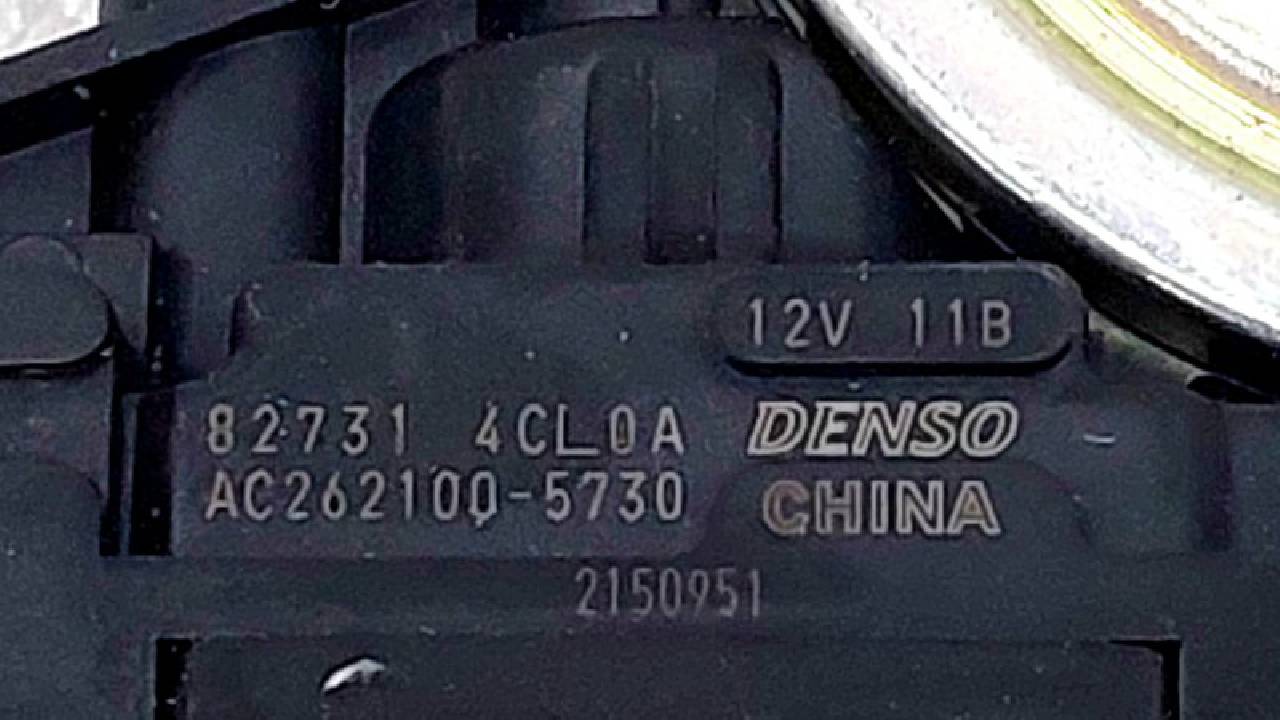 12V 11B
82731 4CL0A DENSO
AC262100-5730 CHINA
2150951